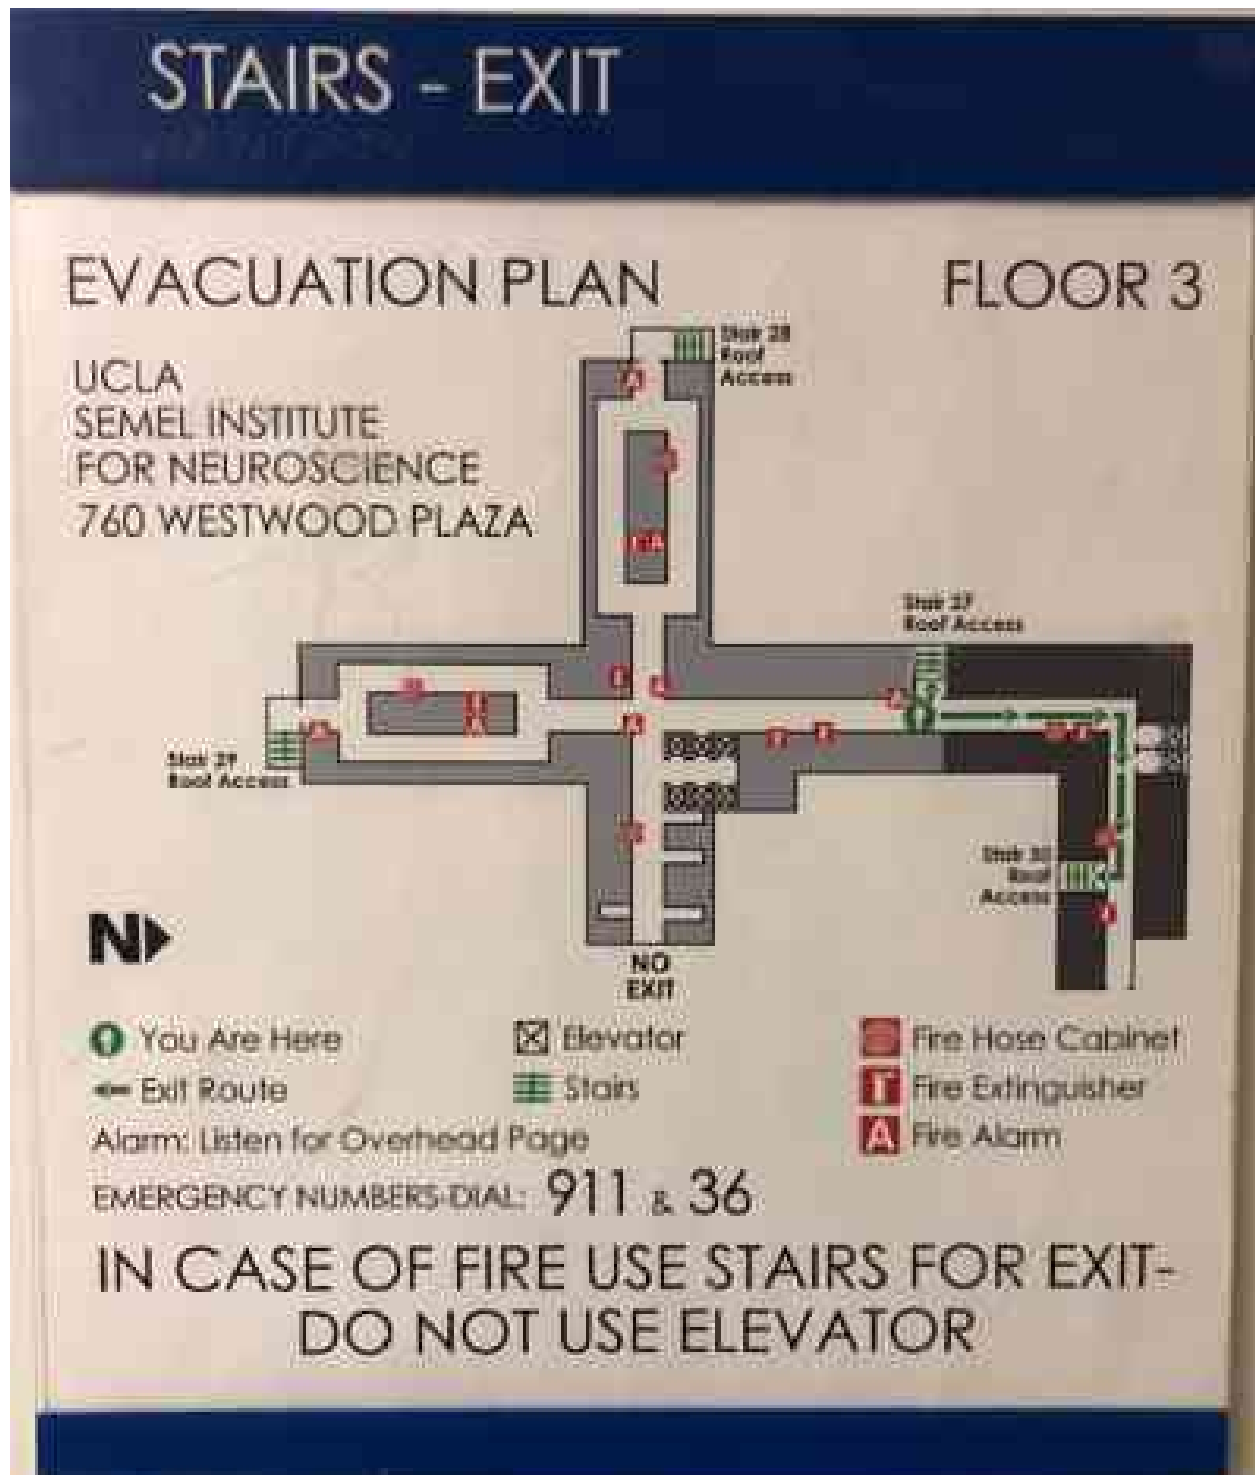 STAIRS - EXIT
EVACUATION PLAN
FLOOR 3
UCLA
SEMEL INSTITUTE
FOR NEUROSCIENCE
760 WESTWOOD PLAZA
Stair 28
Roof
Access
Stair 27
Roof Access
Stair 29
Roof Access
Stair 30
Roof
Access
N
NO
EXIT
You Are Here
Exit Route
Elevator
Stairs
Fire Hose Cabinet
T Fire Extinguisher
A Fire Alarm
Alarm: Listen for Overhead Page
EMERGENCY NUMBERS-DIAL: 911 & 36
IN CASE OF FIRE USE STAIRS FOR EXIT-
DO NOT USE ELEVATOR